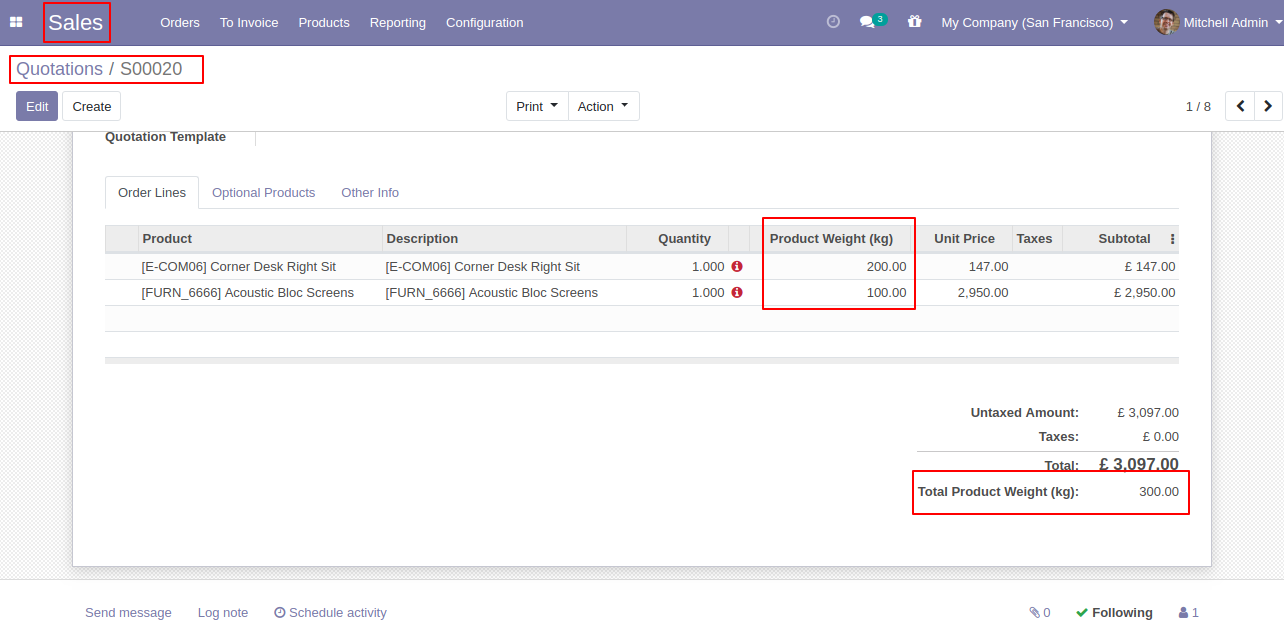 Sales Orders To Invoice Products Reporting Configuration 3 My Company (San Francisco) Mitchell Admin
Quotations / S00020
Edit Create Print Action 1 / 8
Quotation Template
Order Lines Optional Products Other Info
Product Description Quantity Product Weight (kg) Unit Price Taxes Subtotal
[E-COM06] Corner Desk Right Sit [E-COM06] Corner Desk Right Sit 1.000 200.00 147.00 £ 147.00
[FURN_6666] Acoustic Bloc Screens [FURN_6666] Acoustic Bloc Screens 1.000 100.00 2,950.00 £ 2,950.00
Untaxed Amount: £ 3,097.00
Taxes: £ 0.00
Total: £ 3,097.00
Total Product Weight (kg): 300.00
Send message Log note Schedule activity 0 Following 1